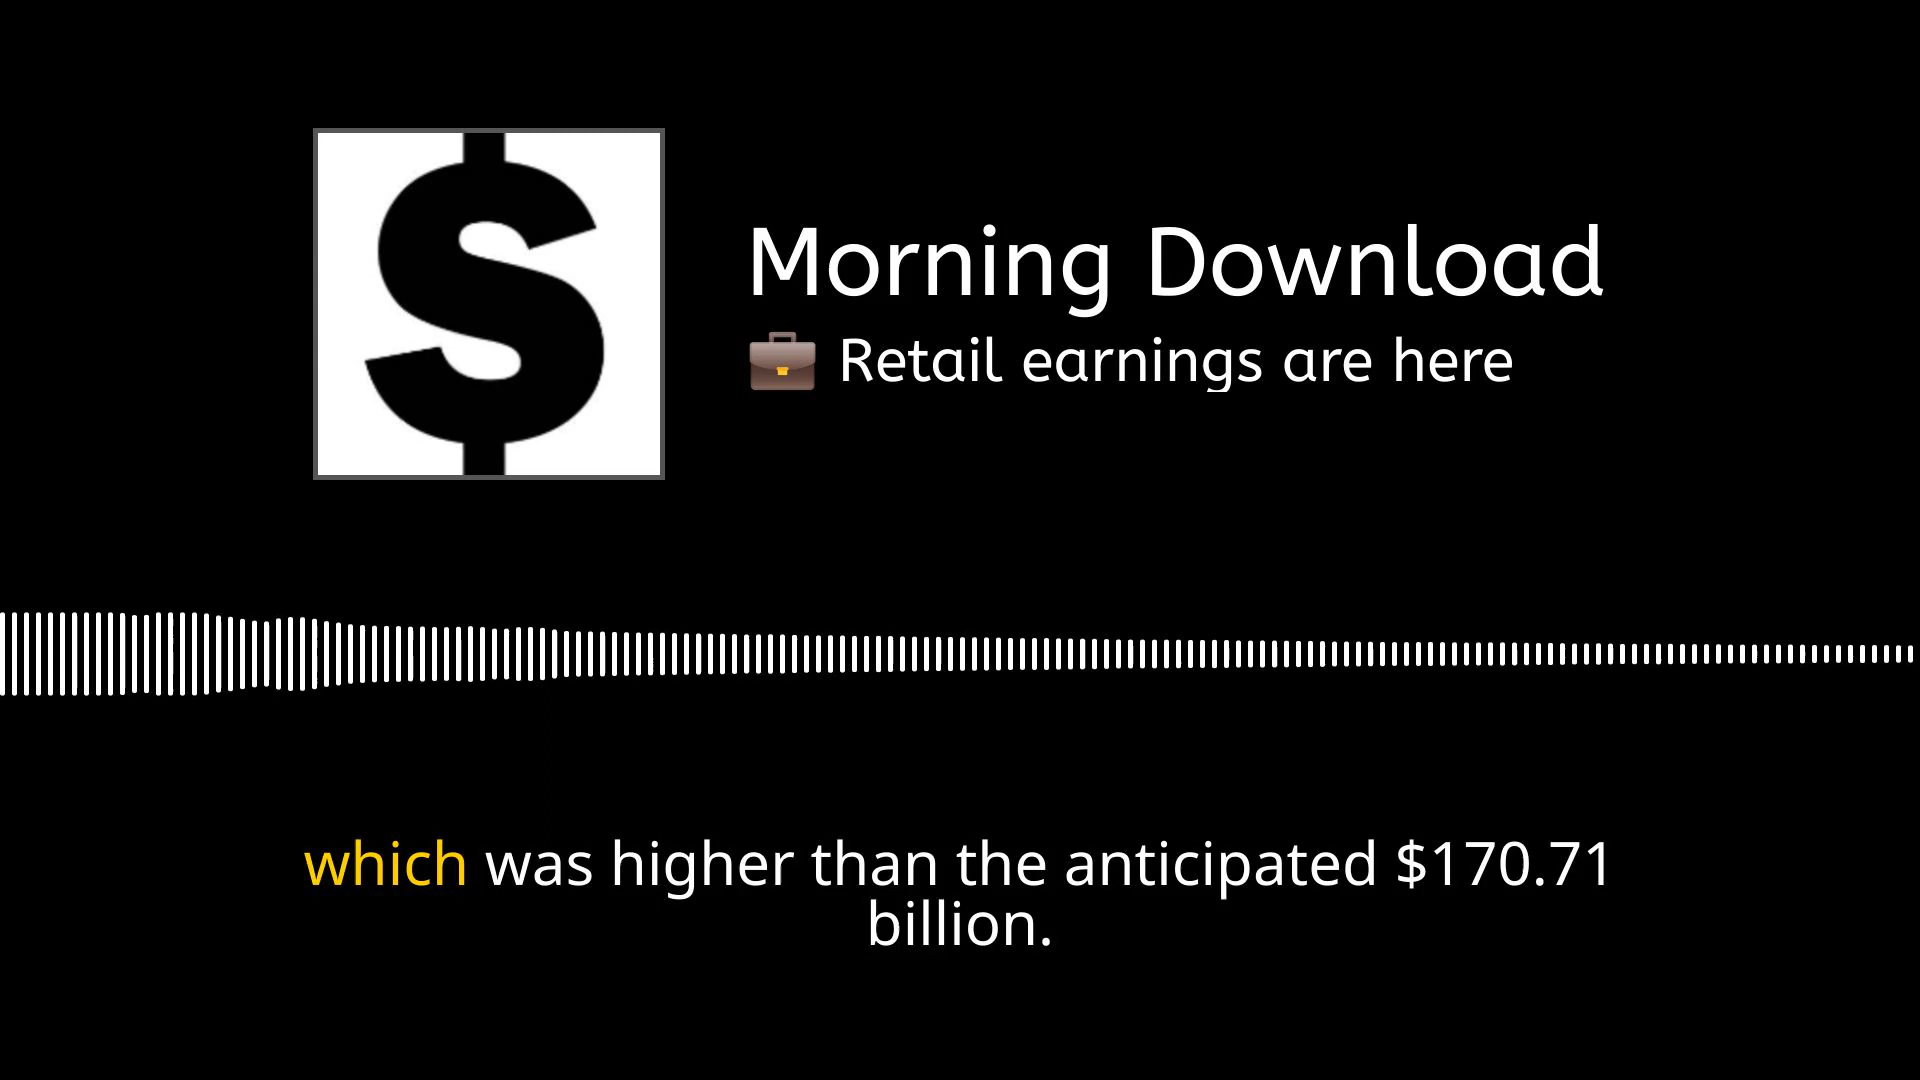 $
Morning Download
💼 Retail earnings are here
which was higher than the anticipated $170.71
billion.